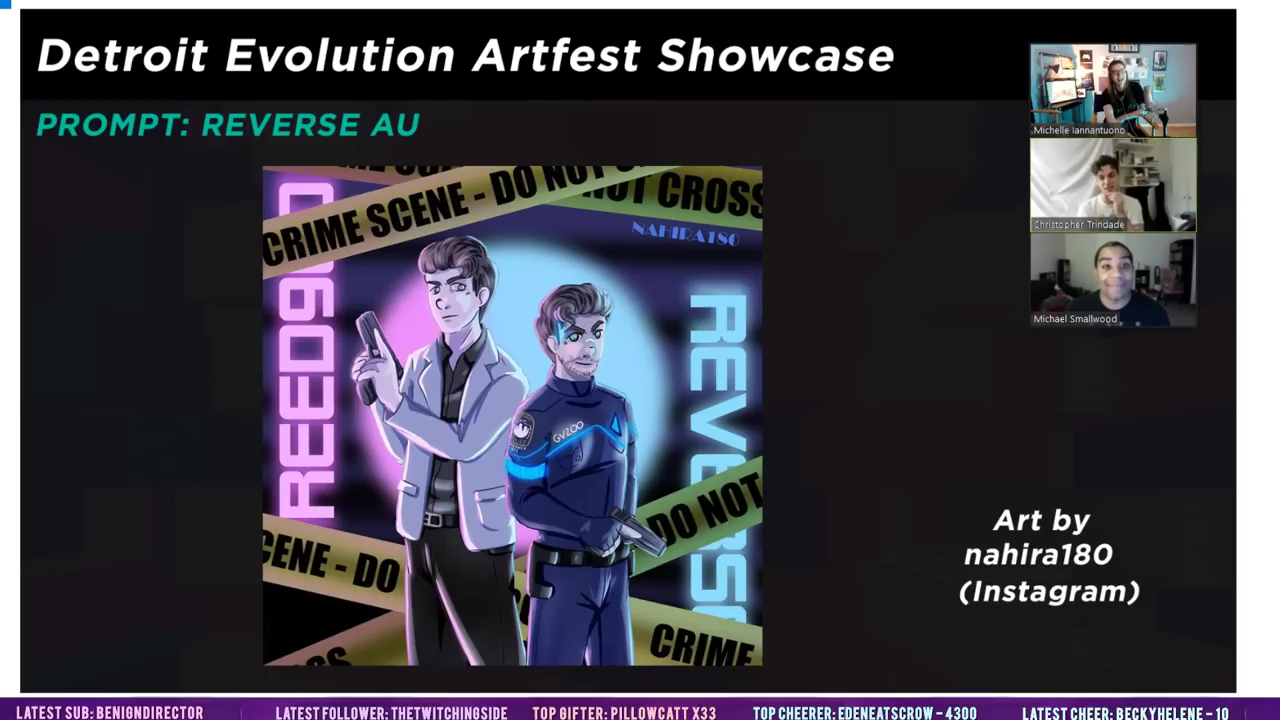 Detroit Evolution Artfest Showcase
PROMPT: REVERSE AU
Michelle Iannantuono
Christopher Trindade
Michael Smallwood
CRIME SCENE - DO NOT
NOT CROSS
NAHIRA180
REED900
REVERSE
GV200
DO NOT
CENE - DO
CRIME
Art by
nahira180
(Instagram)
LATEST SUB: BENIGNDIRECTOR
LATEST FOLLOWER: THETWITCHINGSIDE
TOP GIFTER: PILLOWCATT X33
TOP CHEERER: EDENEATSCROW - 4300
LATEST CHEER: BECKYHELENE - 10